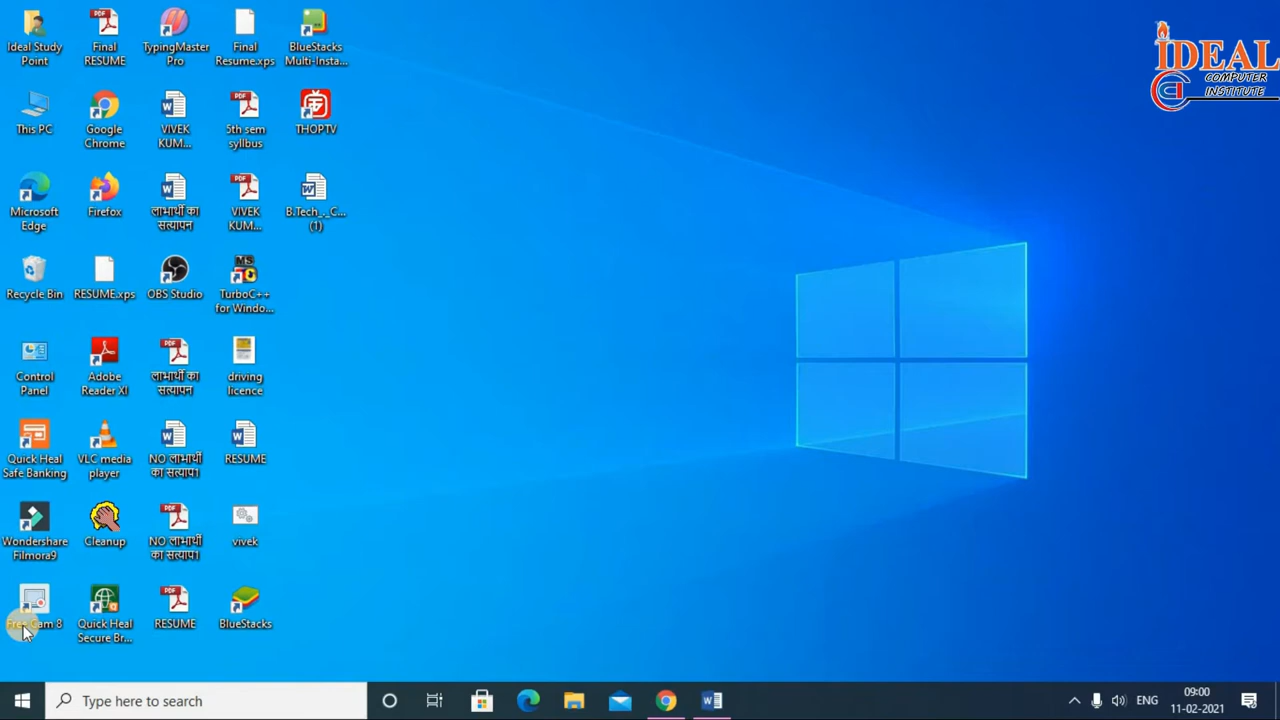 Ideal Study
Point
Final
RESUME
TypingMaster
Pro
Final
Resume.xps
BlueStacks
Multi-Insta...
IDEAL
COMPUTER
INSTITUTE
This PC
Google
Chrome
VIVEK
KUM...
5th sem
syllbus
THOPTV
Microsoft
Edge
Firefox
लाभार्थी का
सत्यापन
VIVEK
KUM...
B.Tech_._C...
(1)
Recycle Bin
RESUME.xps
OBS Studio
MS
TurboC++
for Windo...
Control
Panel
Adobe
Reader XI
लाभार्थी का
सत्यापन
driving
licence
Quick Heal
Safe Banking
VLC media
player
NO लाभार्थी
का सत्याप1
RESUME
Wondershare
Filmora9
Cleanup
NO लाभार्थी
का सत्याप1
vivek
Free Cam 8
Quick Heal
Secure Br...
RESUME
BlueStacks
Type here to search
ENG
09:00
11-02-2021